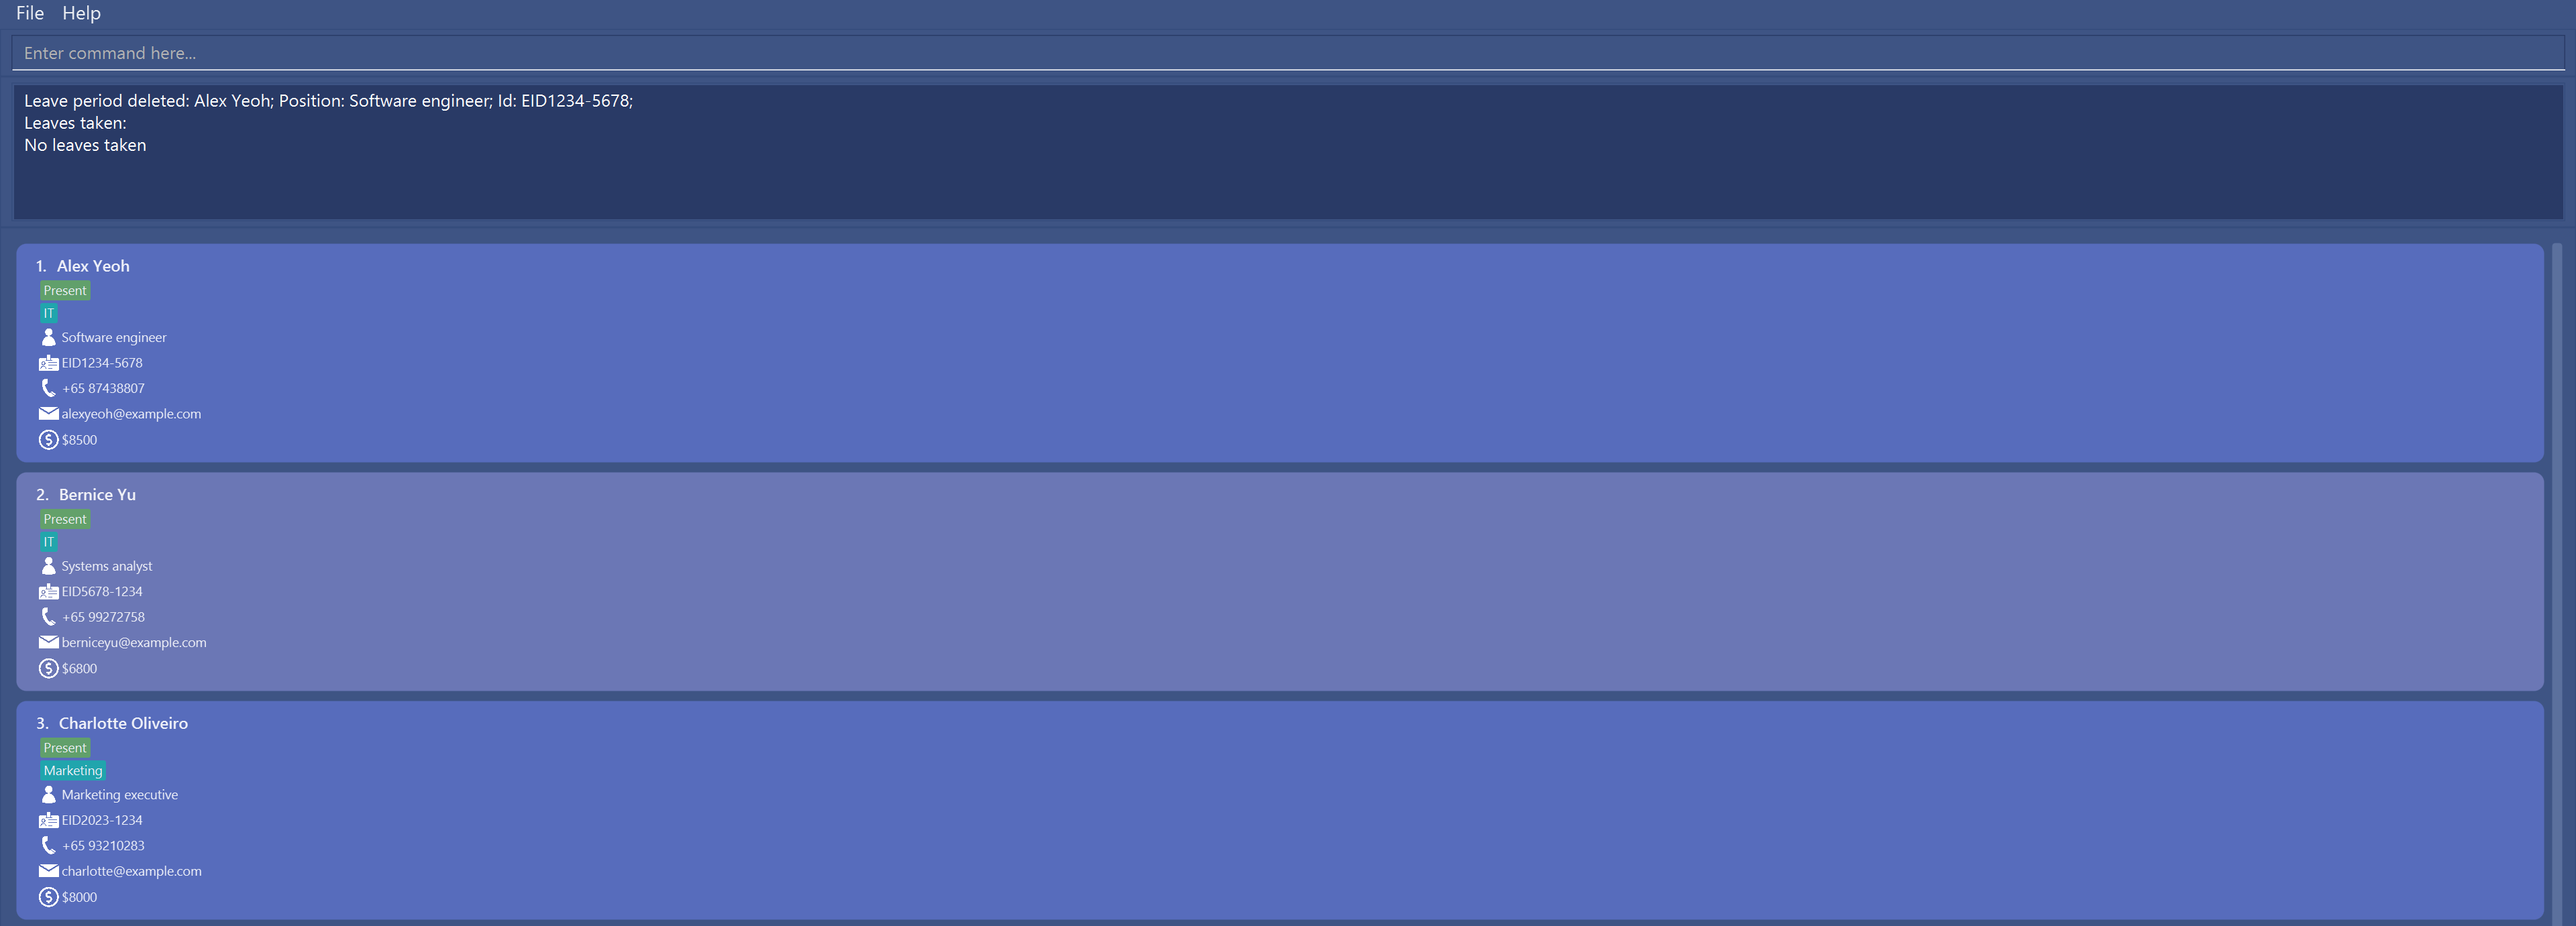 File Help
Enter command here...
Leave period deleted: Alex Yeoh; Position: Software engineer; Id: EID1234-5678;
Leaves taken:
No leaves taken
1. Alex Yeoh
Present
IT
Software engineer
EID1234-5678
+65 87438807
alexyeoh@example.com
$8500
2. Bernice Yu
Present
IT
Systems analyst
EID5678-1234
+65 99272758
berniceyu@example.com
$6800
3. Charlotte Oliveiro
Present
Marketing
Marketing executive
EID2023-1234
+65 93210283
charlotte@example.com
$8000